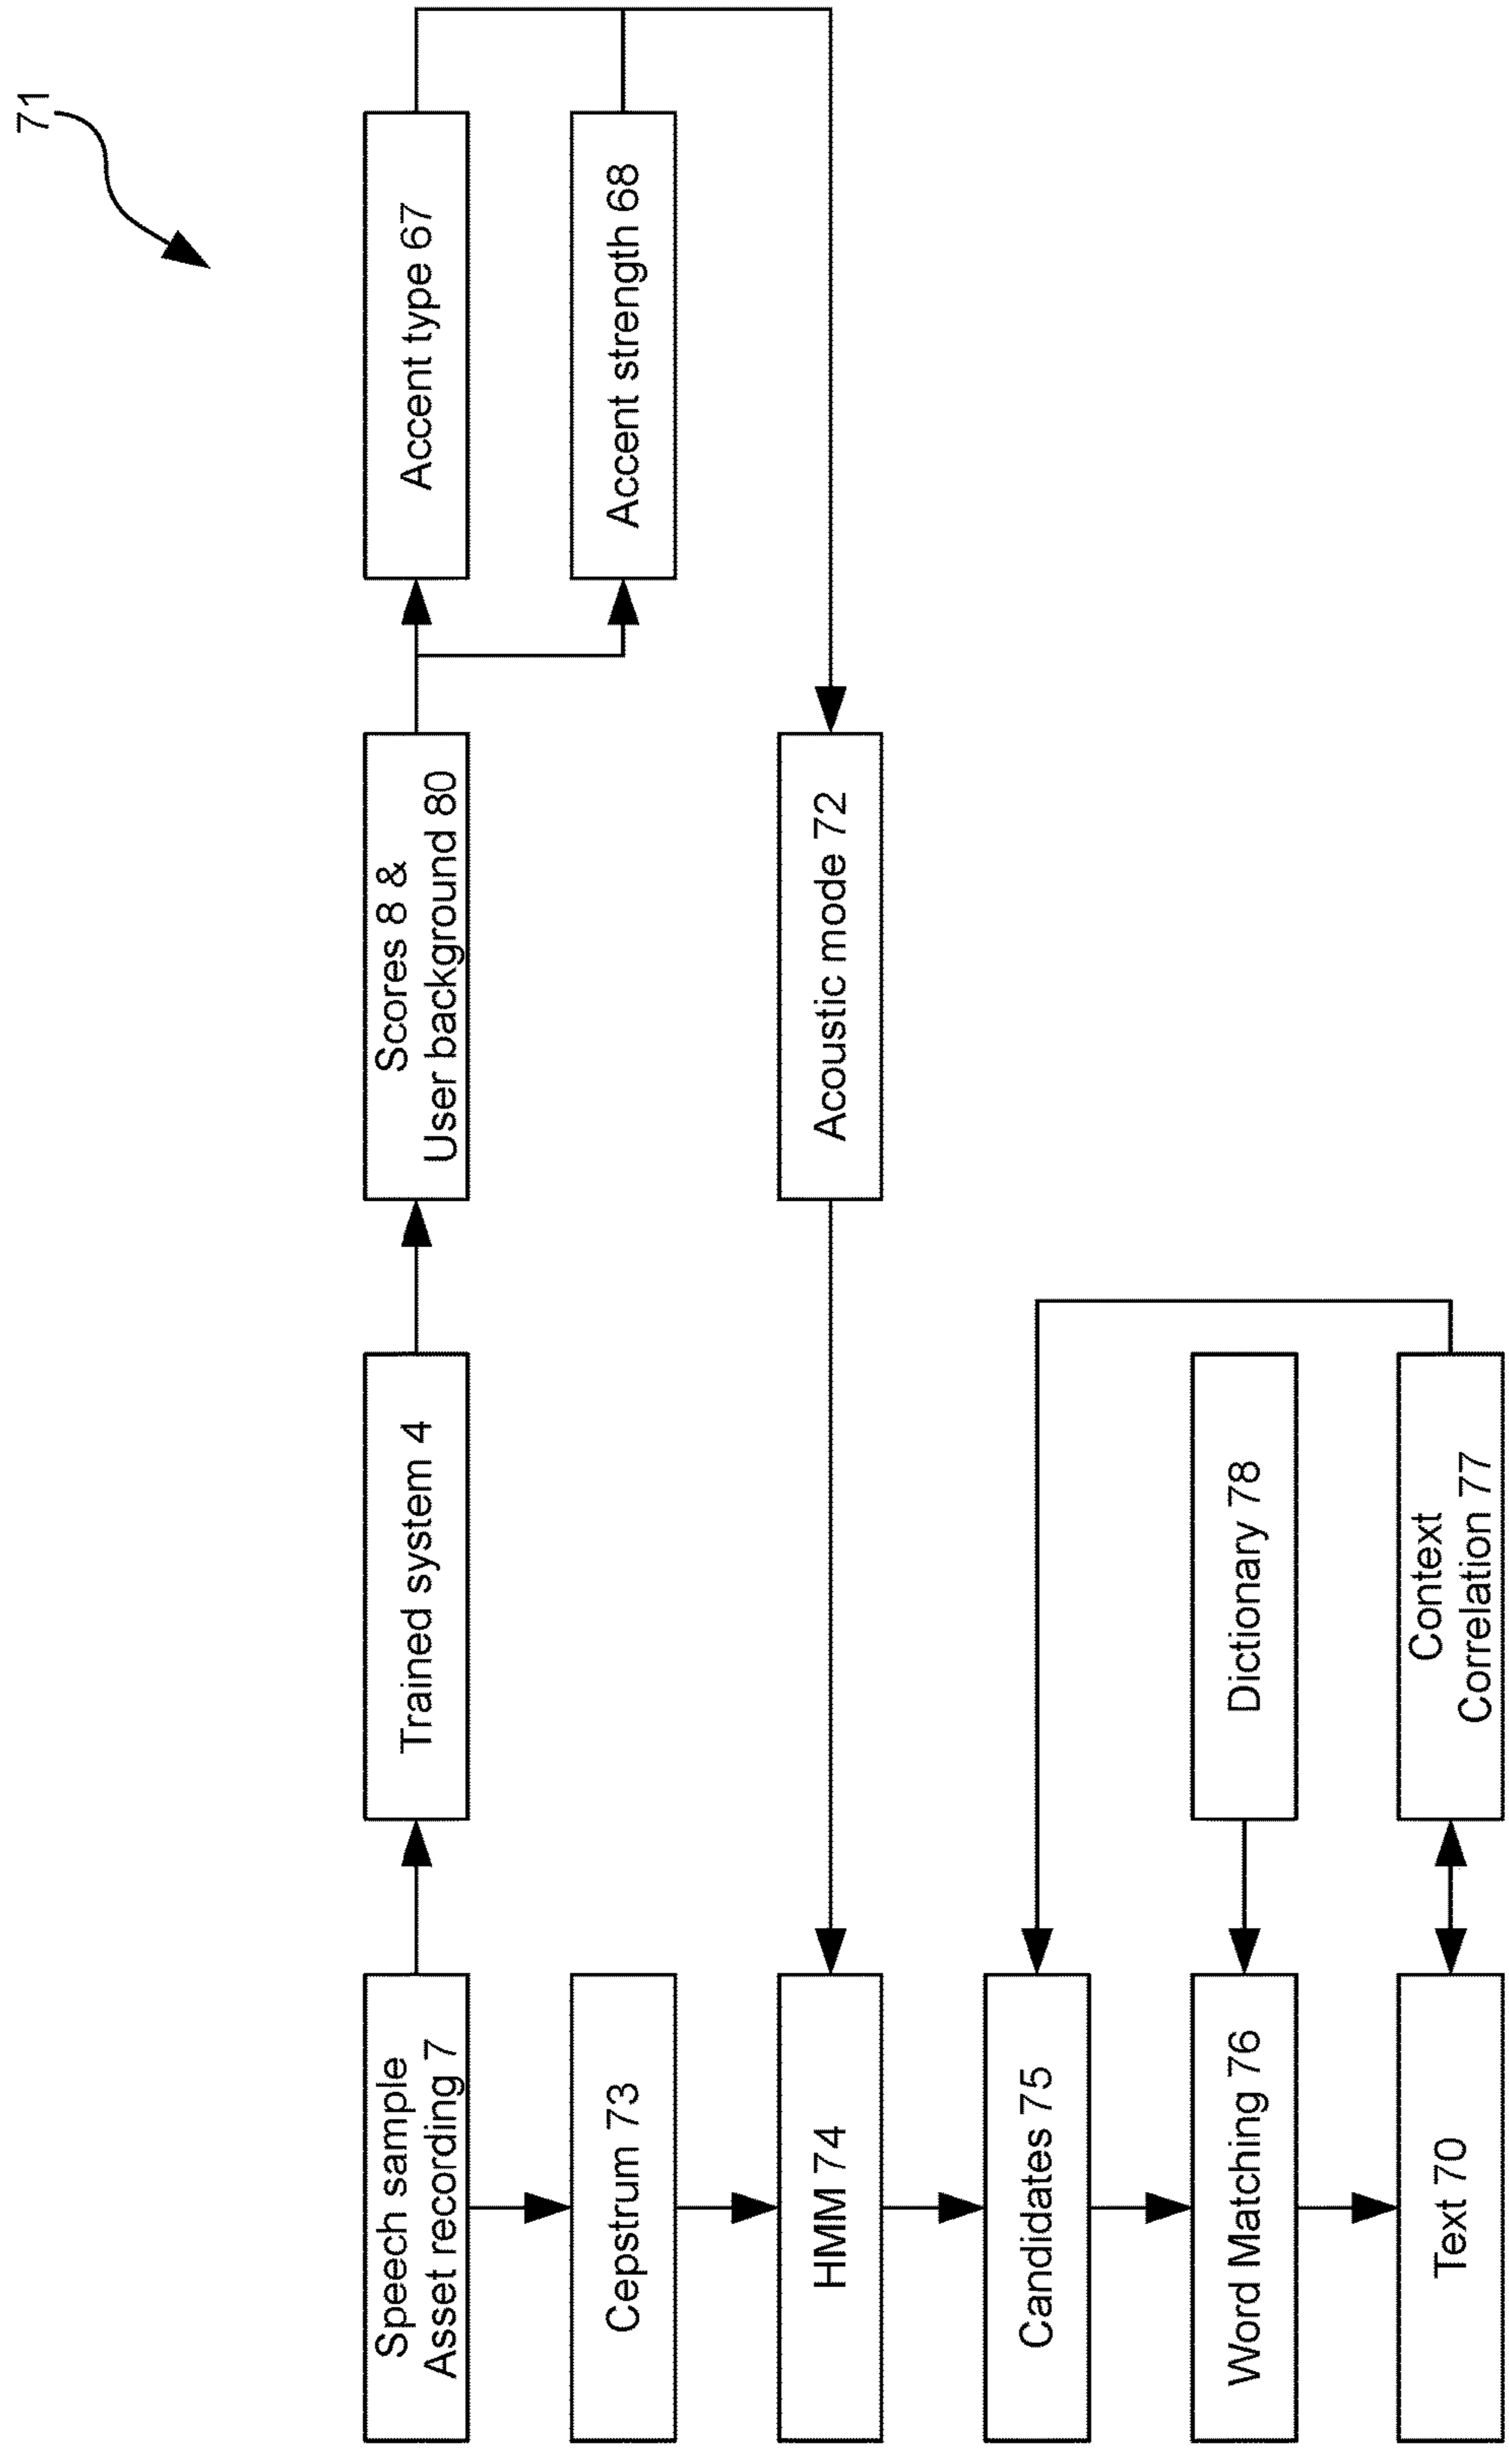 71
Speech sample
Asset recording 7
Trained system 4
Scores 8 &
User background 80
Accent type 67
Cepstrum 73
Accent strength 68
HMM 74
Acoustic mode 72
Candidates 75
Word Matching 76
Dictionary 78
Text 70
Context
Correlation 77